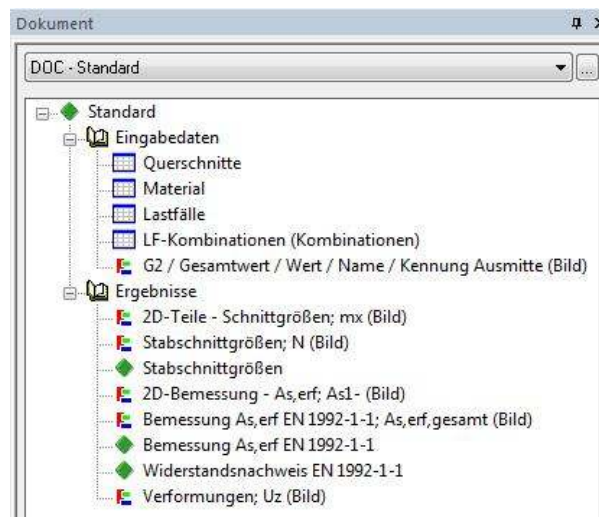 Dokument
DOC - Standard
...
Standard
Eingabedaten
Querschnitte
Material
Lastfälle
LF-Kombinationen (Kombinationen)
G2 / Gesamtwert / Wert / Name / Kennung Ausmitte (Bild)
Ergebnisse
2D-Teile - Schnittgrößen; mx (Bild)
Stabschnittgrößen; N (Bild)
Stabschnittgrößen
2D-Bemessung - As,erf; As1- (Bild)
Bemessung As,erf EN 1992-1-1; As,erf,gesamt (Bild)
Bemessung As,erf EN 1992-1-1
Widerstandsnachweis EN 1992-1-1
Verformungen; Uz (Bild)